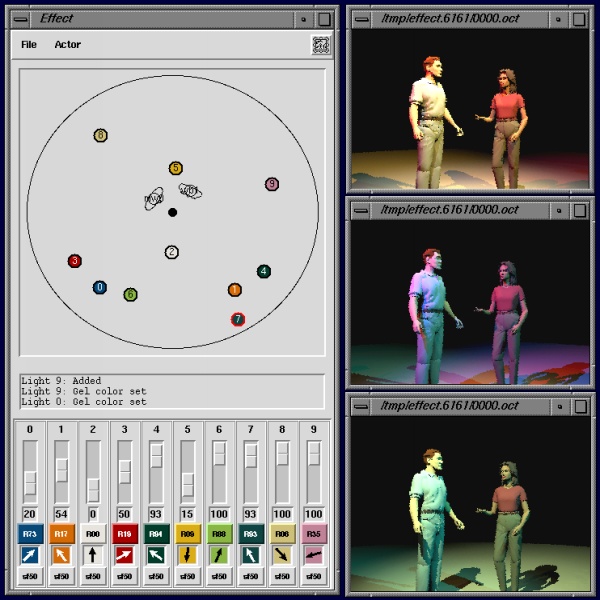 Effect
File Actor
8
5
9
2
3
4
0
6
1
7
Light 9: Added
Light 9: Gel color set
Light 0: Gel color set
0 1 2 3 4 5 6 7 8 9
20 54 0 50 93 15 100 93 100 100
R73 R17 R00 R19 R94 R09 R88 R93 R06 R35
sf50 sf50 sf50 sf50 sf50 sf50 sf50 sf50 sf50 sf50
/tmp/effect.6161/0000.oct
/tmp/effect.6161/0000.oct
/tmp/effect.6161/0000.oct